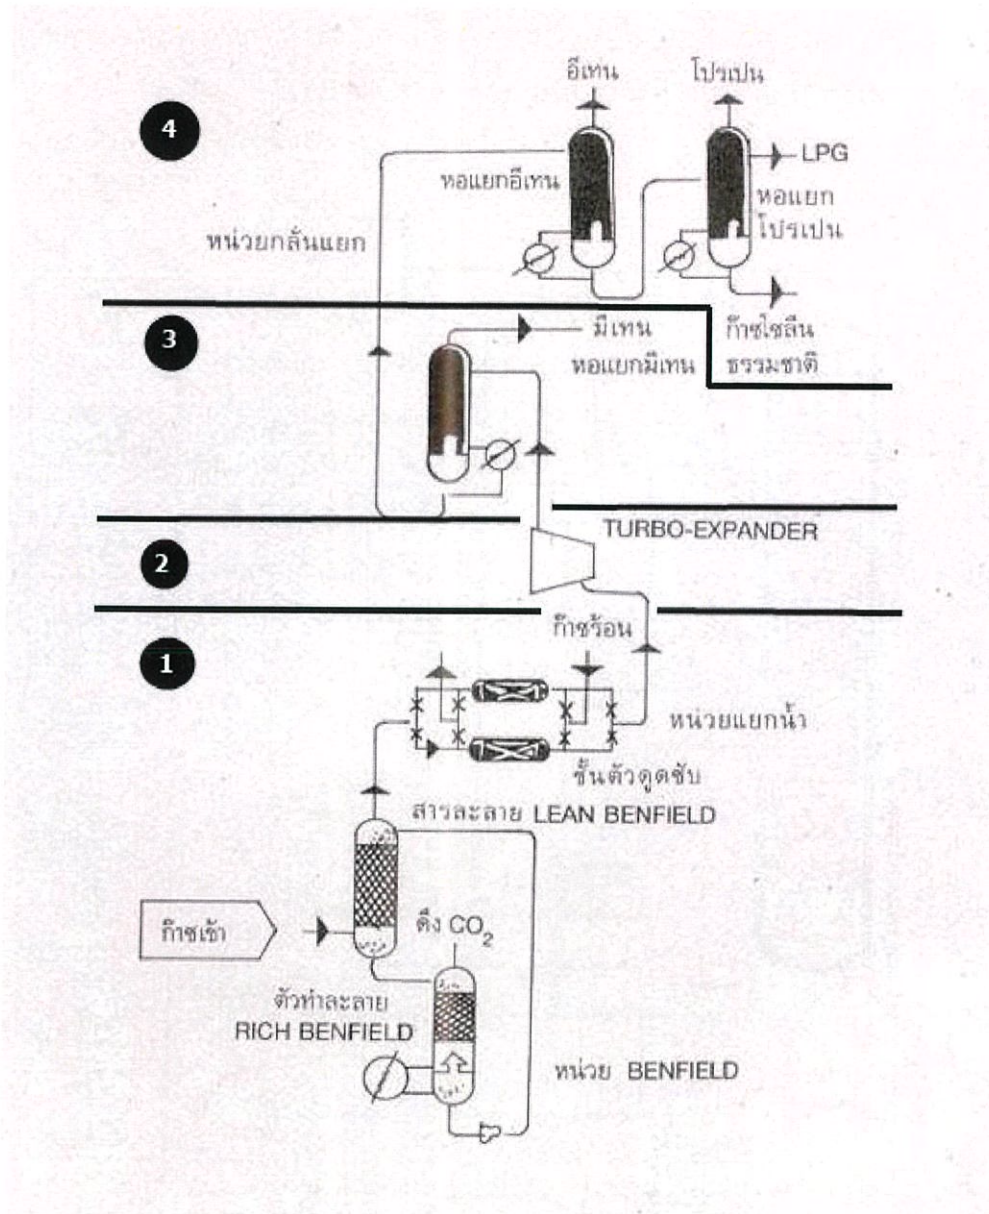 อีเทน
โปรเปน
4
LPG
หอแยกอีเทน
หอแยก
โปรเปน
หน่วยกลั่นแยก
3
มีเทน
หอแยกมีเทน
ก๊าซโซลีน
ธรรมชาติ
TURBO-EXPANDER
2
ก๊าซร้อน
1
หน่วยแยกน้ำ
ชั้นตัวดูดซับ
สารละลาย LEAN BENFIELD
ก๊าซเข้า
ดึง CO₂
ตัวทำละลาย
RICH BENFIELD
หน่วย BENFIELD